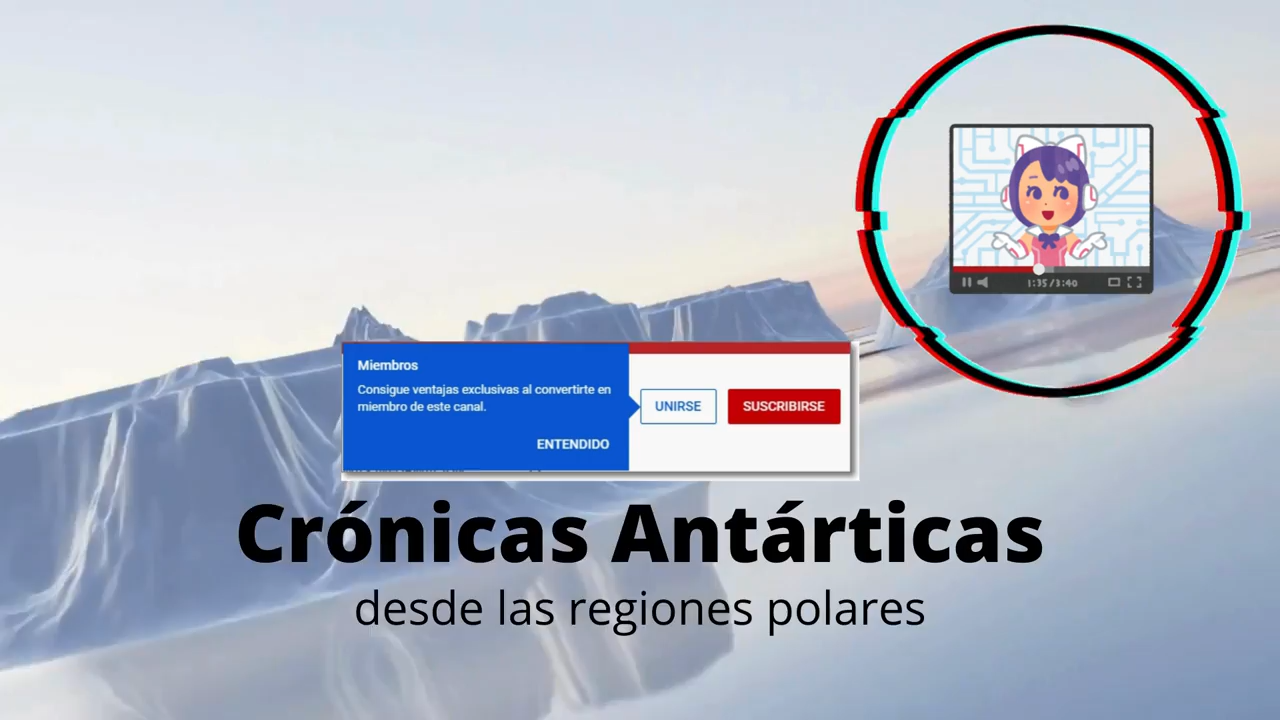 1:35/3:40
Miembros
Consigue ventajas exclusivas al convertirte en
miembro de este canal.
ENTENDIDO
UNIRSE
SUSCRIBIRSE
Crónicas Antárticas
desde las regiones polares